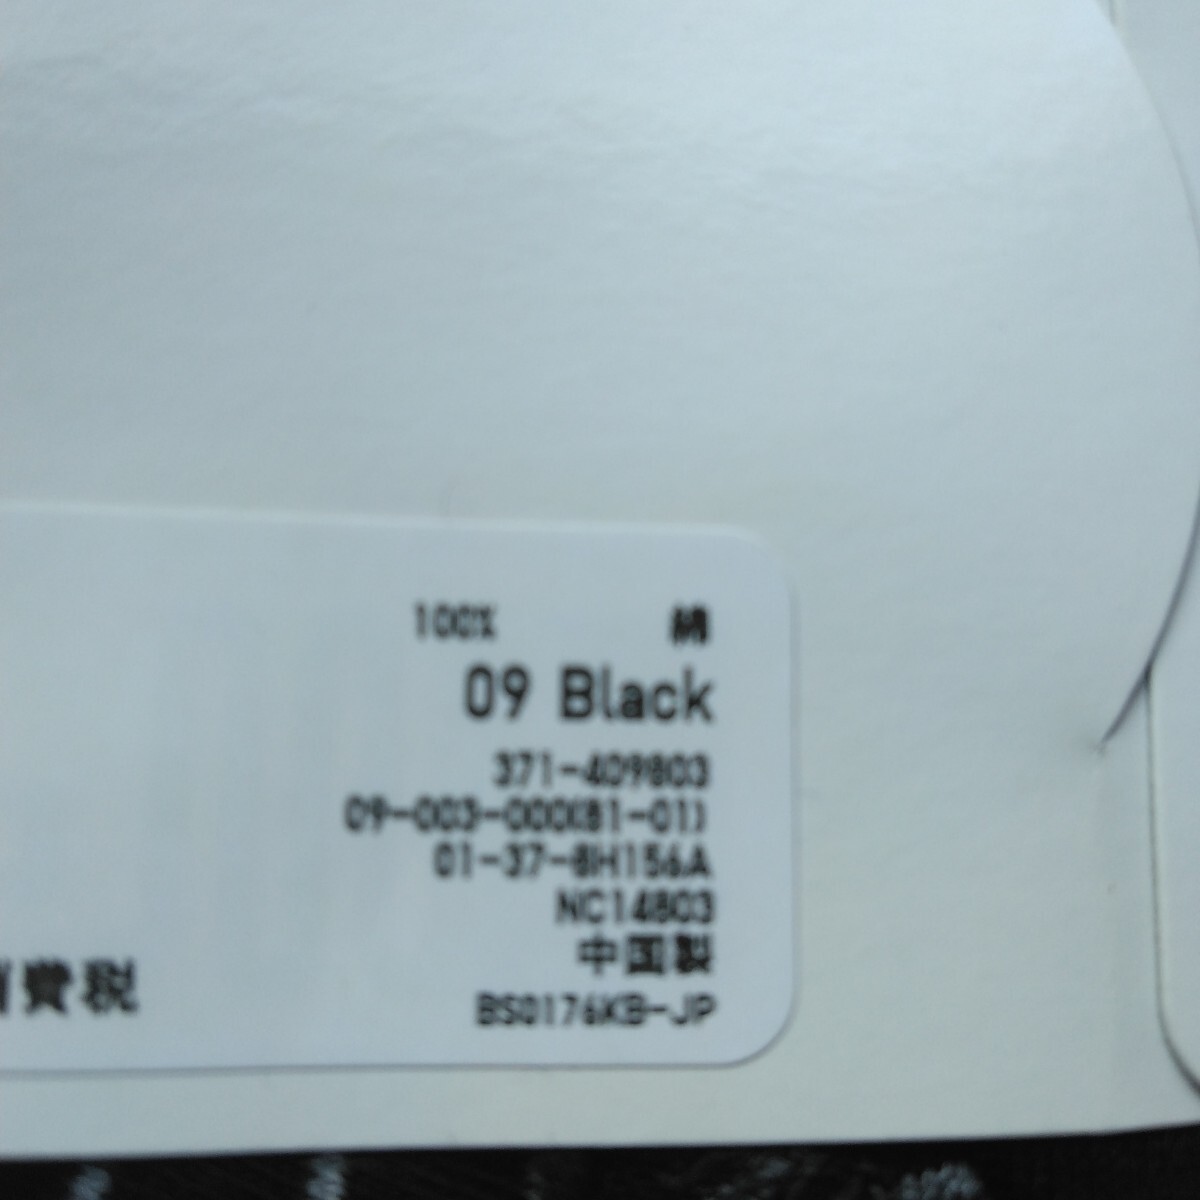 100% 綿
09 Black
371-409803
09-003-000(81-01)
01-37-8H156A
NC14803
中国製
費税
BS0176KB-JP